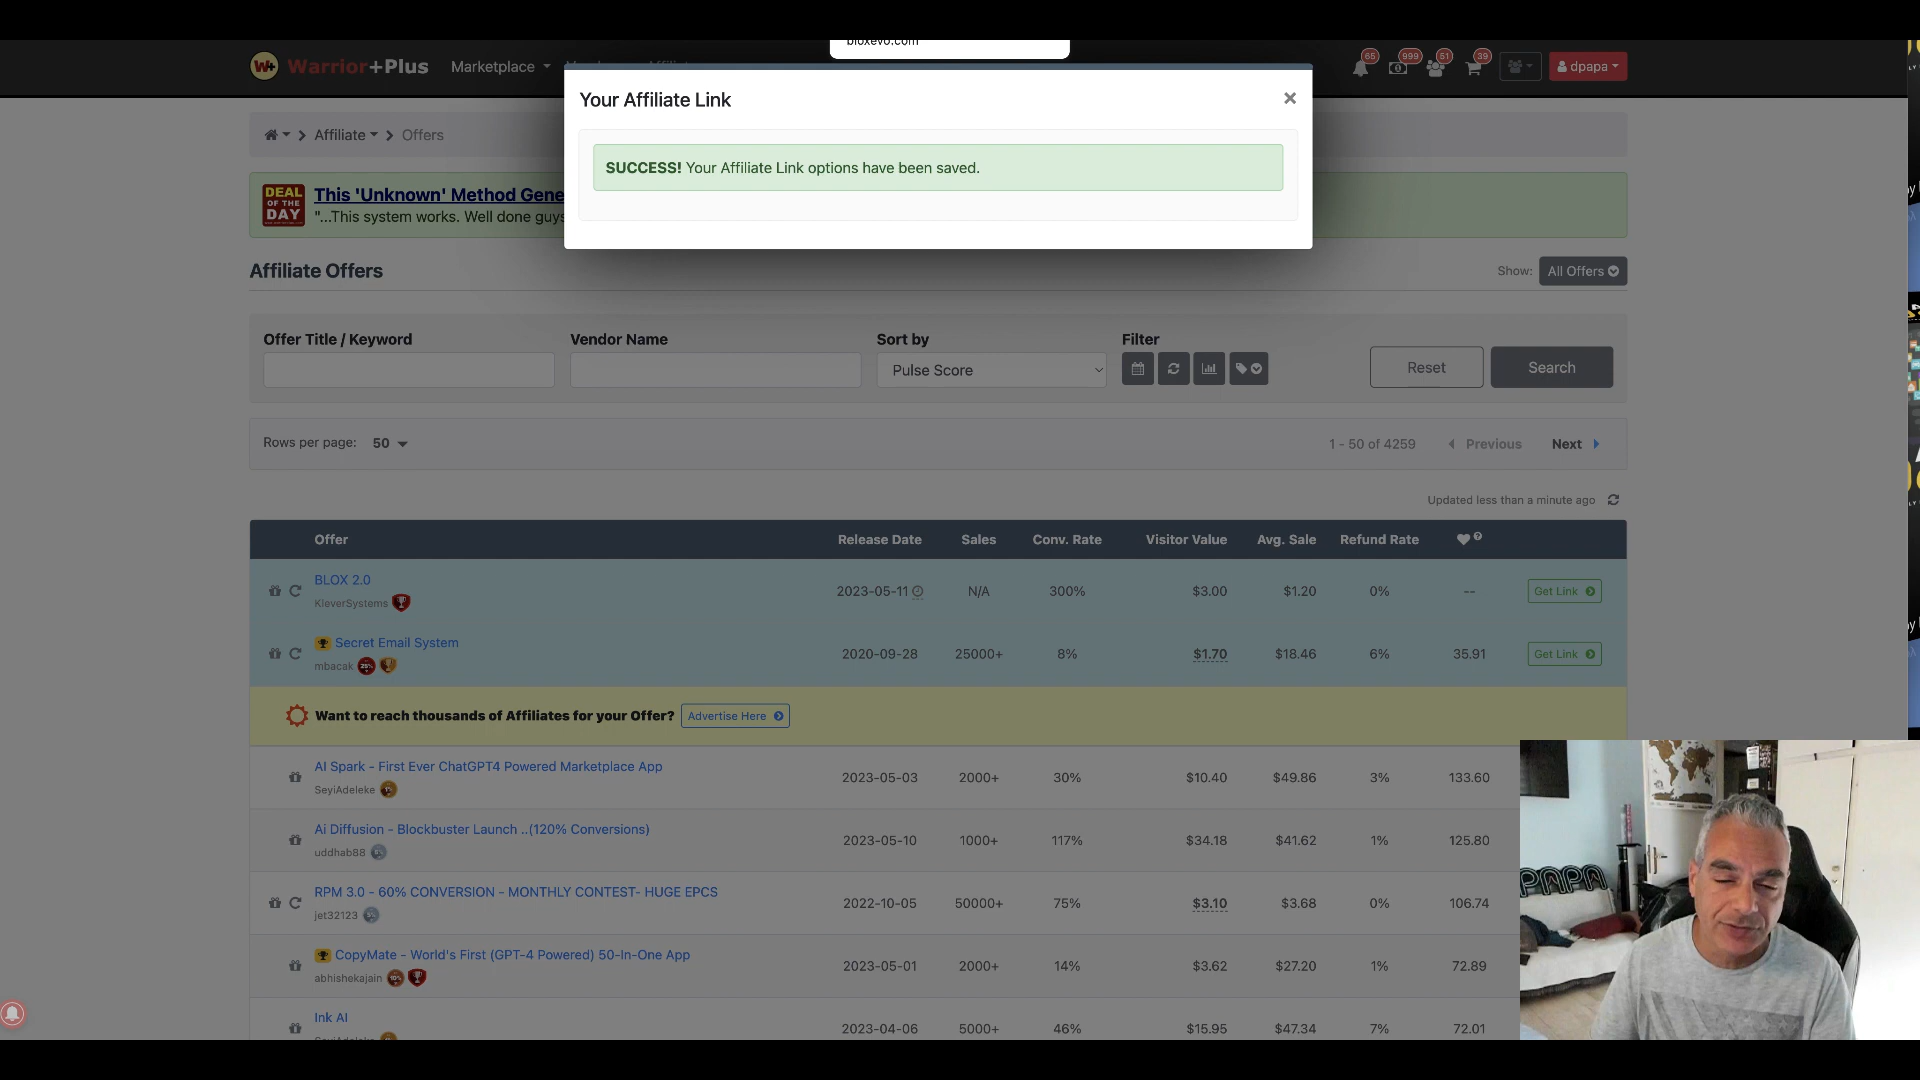 bloxevo.com
W+ Warrior+Plus Marketplace
65 999 51 39 dpapa
Your Affiliate Link ×
SUCCESS! Your Affiliate Link options have been saved.
Affiliate > Offers
DEAL OF THE DAY
This 'Unknown' Method Gene
"...This system works. Well done guys
Affiliate Offers
Show: All Offers
Offer Title / Keyword Vendor Name Sort by Filter
Pulse Score Reset Search
Rows per page: 50 1 - 50 of 4259 Previous Next
Updated less than a minute ago
Offer Release Date Sales Conv. Rate Visitor Value Avg. Sale Refund Rate
BLOX 2.0
KleverSystems
2023-05-11 N/A 300% $3.00 $1.20 0% -- Get Link
Secret Email System
mbacak 25%
2020-09-28 25000+ 8% $1.70 $18.46 6% 35.91 Get Link
Want to reach thousands of Affiliates for your Offer? Advertise Here
AI Spark - First Ever ChatGPT4 Powered Marketplace App
SeyiAdeleke
2023-05-03 2000+ 30% $10.40 $49.86 3% 133.60
Ai Diffusion - Blockbuster Launch ..(120% Conversions)
uddhab88
2023-05-10 1000+ 117% $34.18 $41.62 1% 125.80
RPM 3.0 - 60% CONVERSION - MONTHLY CONTEST- HUGE EPCS
jet32123
2022-10-05 50000+ 75% $3.10 $3.68 0% 106.74
CopyMate - World's First (GPT-4 Powered) 50-In-One App
abhishekajain
2023-05-01 2000+ 14% $3.62 $27.20 1% 72.89
Ink AI
SeyiAdeleke
2023-04-06 5000+ 46% $15.95 $47.34 7% 72.01
PAPA